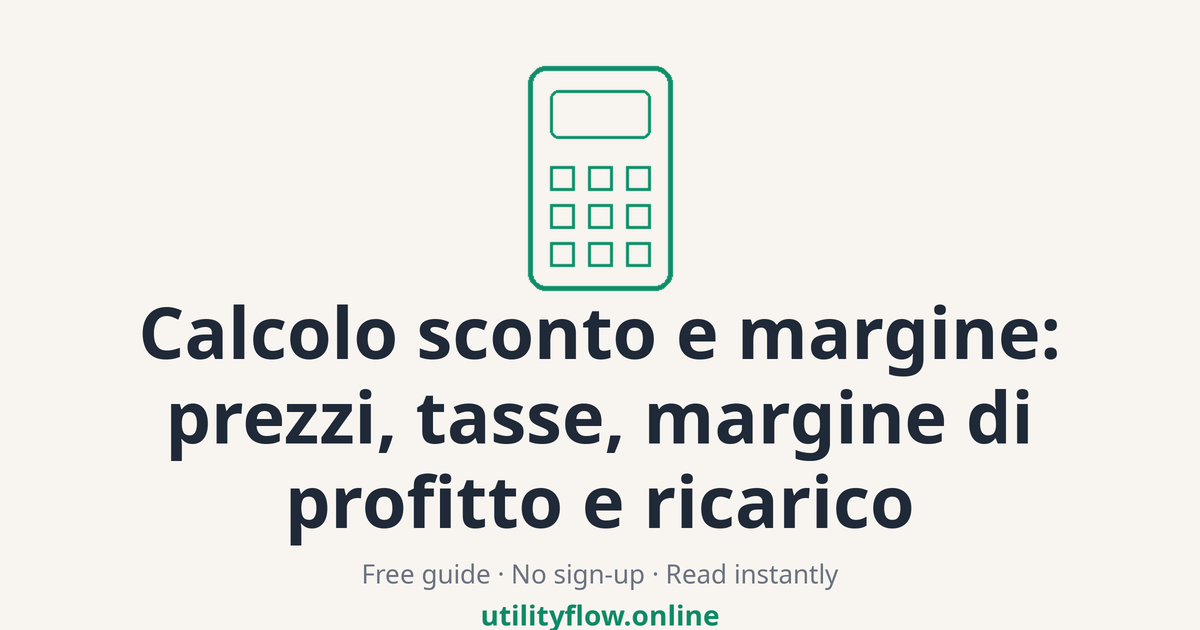 Calcolo sconto e margine:
prezzi, tasse, margine di
profitto e ricarico
Free guide · No sign-up · Read instantly
utilityflow.online